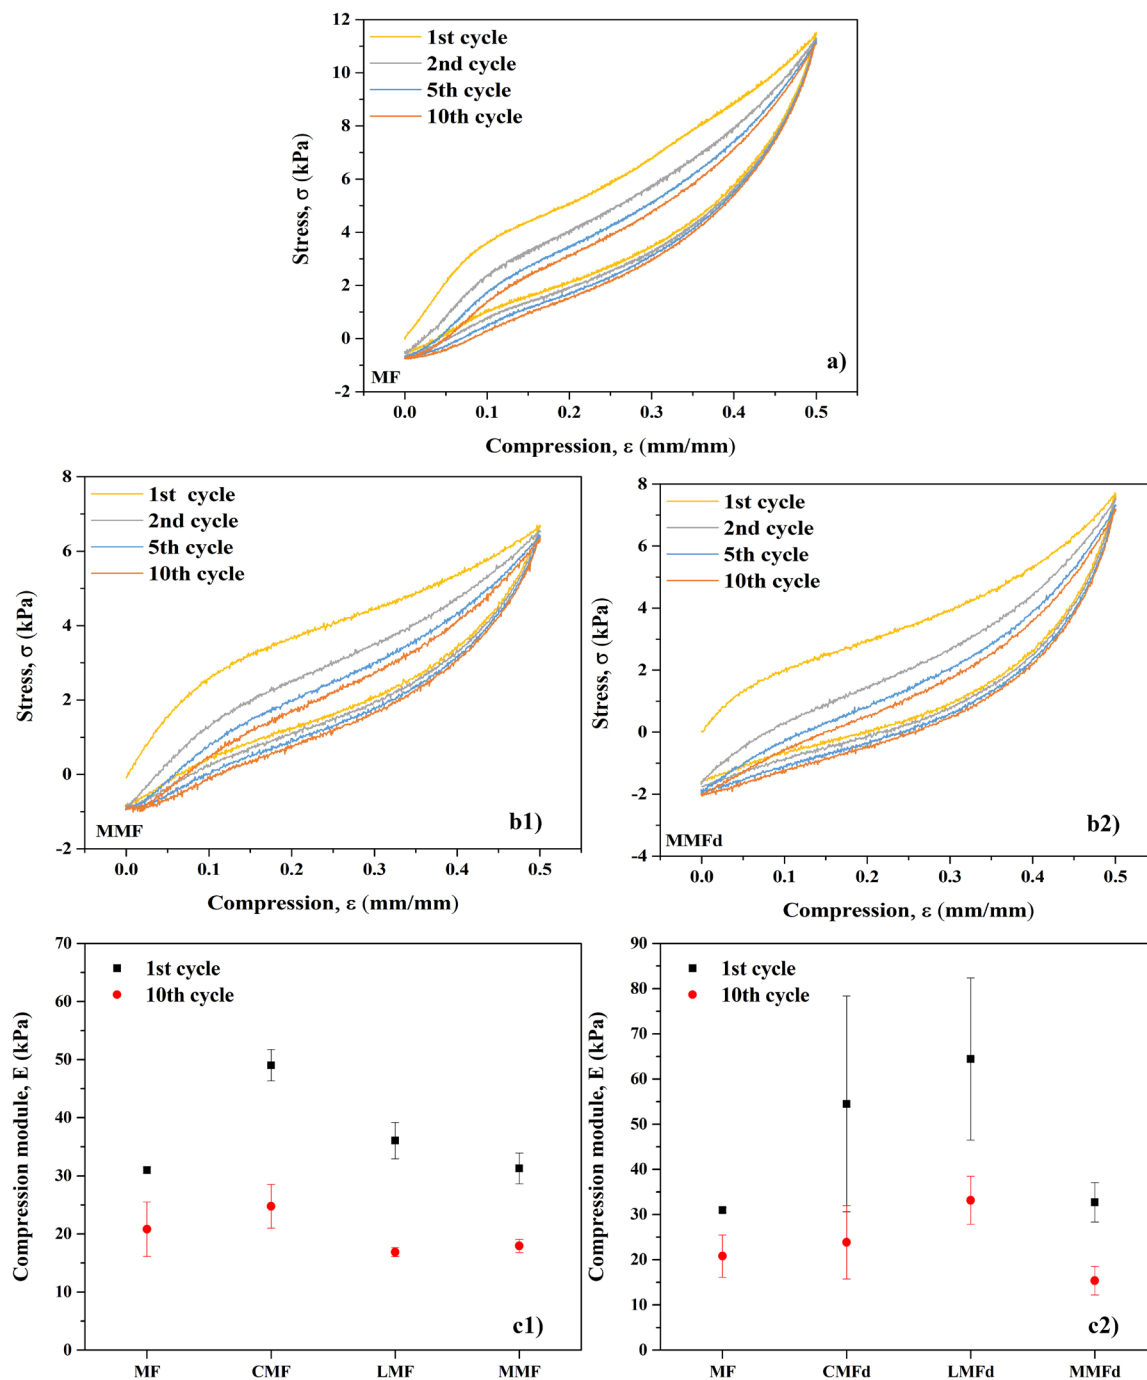 1st cycle
2nd cycle
5th cycle
10th cycle
12
10
8
6
4
2
0
-2
Stress, σ (kPa)
MF
a)
0.0 0.1 0.2 0.3 0.4 0.5
Compression, ε (mm/mm)
1st cycle
2nd cycle
5th cycle
10th cycle
8
6
4
2
0
-2
Stress, σ (kPa)
MMF
b1)
0.0 0.1 0.2 0.3 0.4 0.5
Compression, ε (mm/mm)
1st cycle
2nd cycle
5th cycle
10th cycle
8
6
4
2
0
-2
-4
Stress, σ (kPa)
MMFd
b2)
0.0 0.1 0.2 0.3 0.4 0.5
Compression, ε (mm/mm)
1st cycle
10th cycle
70
60
50
40
30
20
10
0
Compression module, E (kPa)
c1)
MF CMF LMF MMF
1st cycle
10th cycle
90
80
70
60
50
40
30
20
10
0
Compression module, E (kPa)
c2)
MF CMFd LMFd MMFd